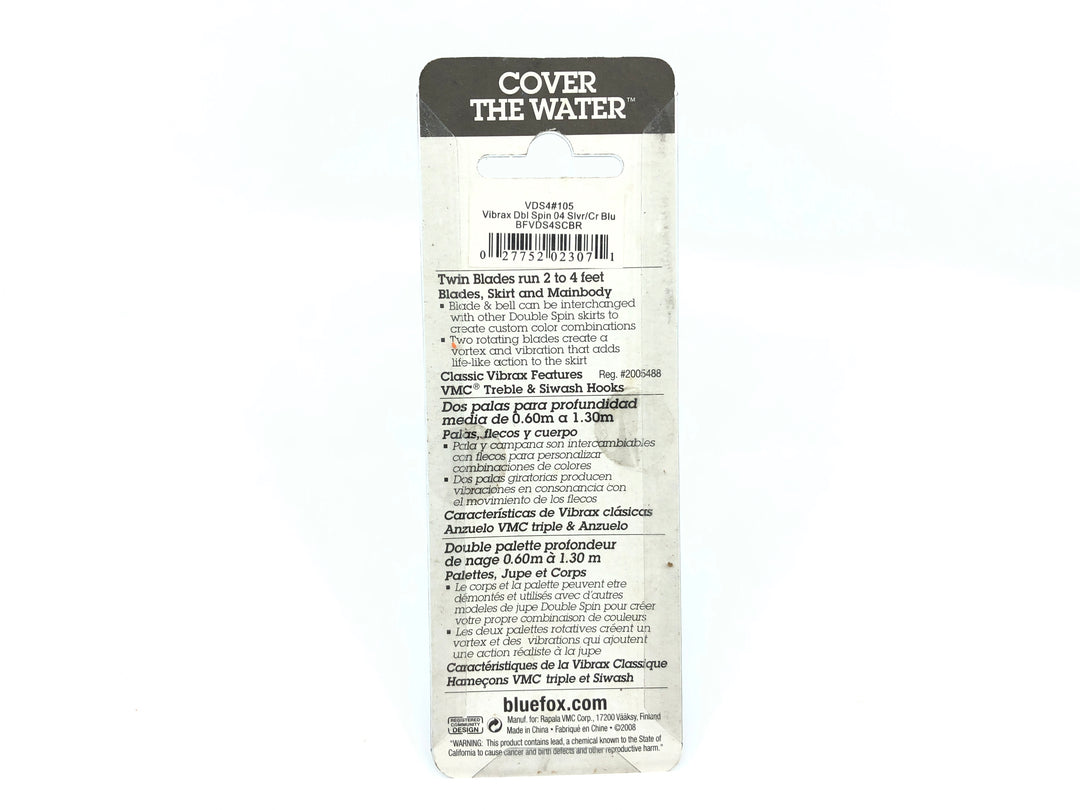 COVER
THE WATER™
VDS4#105
Vibrax Dbl Spin 04 Slvr/Cr Blu
BFVDS4SCBR
0 27752 02307 1
Twin Blades run 2 to 4 feet
Blades, Skirt and Mainbody
▪ Blade & bell can be interchanged
with other Double Spin skirts to
create custom color combinations
▪ Two rotating blades create a
vortex and vibration that adds
life-like action to the skirt
Classic Vibrax Features Reg. #2005488
VMC® Treble & Siwash Hooks
Dos palas para profundidad
media de 0.60m a 1.30m
Palas, flecos y cuerpo
▪ Pala y campana son intercambiables
con flecos para personalizar
combinaciones de colores
▪ Dos palas giratorias producen
vibraciones en consonancia con
el movimiento de los flecos
Características de Vibrax clásicas
Anzuelo VMC triple & Anzuelo
Double palette profondeur
de nage 0.60m à 1.30 m
Palettes, Jupe et Corps
▪ Le corps et la palette peuvent etre
démontés et utilisés avec d'autres
modeles de jupe Double Spin pour créer
votre propre combinaison de couleurs
▪ Les deux palettes rotatives créent un
vortex et des vibrations qui ajoutent
une action réaliste à la jupe
Caractéristiques de la Vibrax Classique
Hameçons VMC triple et Siwash
bluefox.com
REGISTERED
COMMUNITY
DESIGN
Manuf. for: Rapala VMC Corp., 17200 Vääksy, Finland
Made in China • Fabriqué en Chine • ©2008
"WARNING: This product contains lead, a chemical known to the State of
California to cause cancer and birth defects and other reproductive harm."